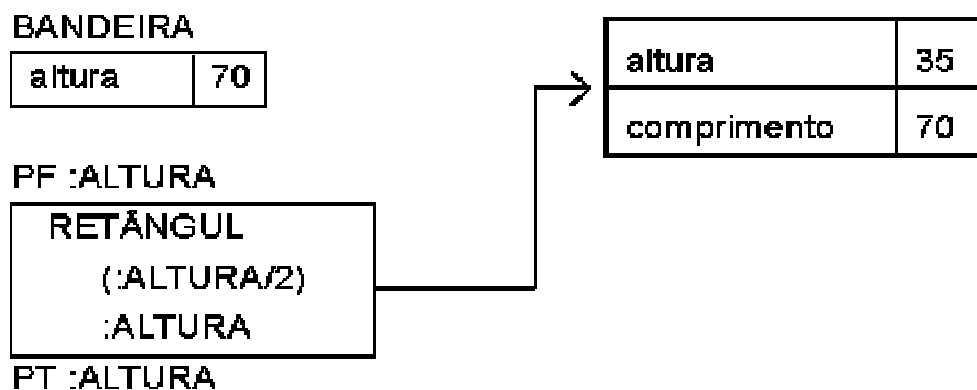 BANDEIRA
altura 70
PF :ALTURA
RETÂNGUL
(:ALTURA/2)
:ALTURA
PT :ALTURA
altura 35
comprimento 70